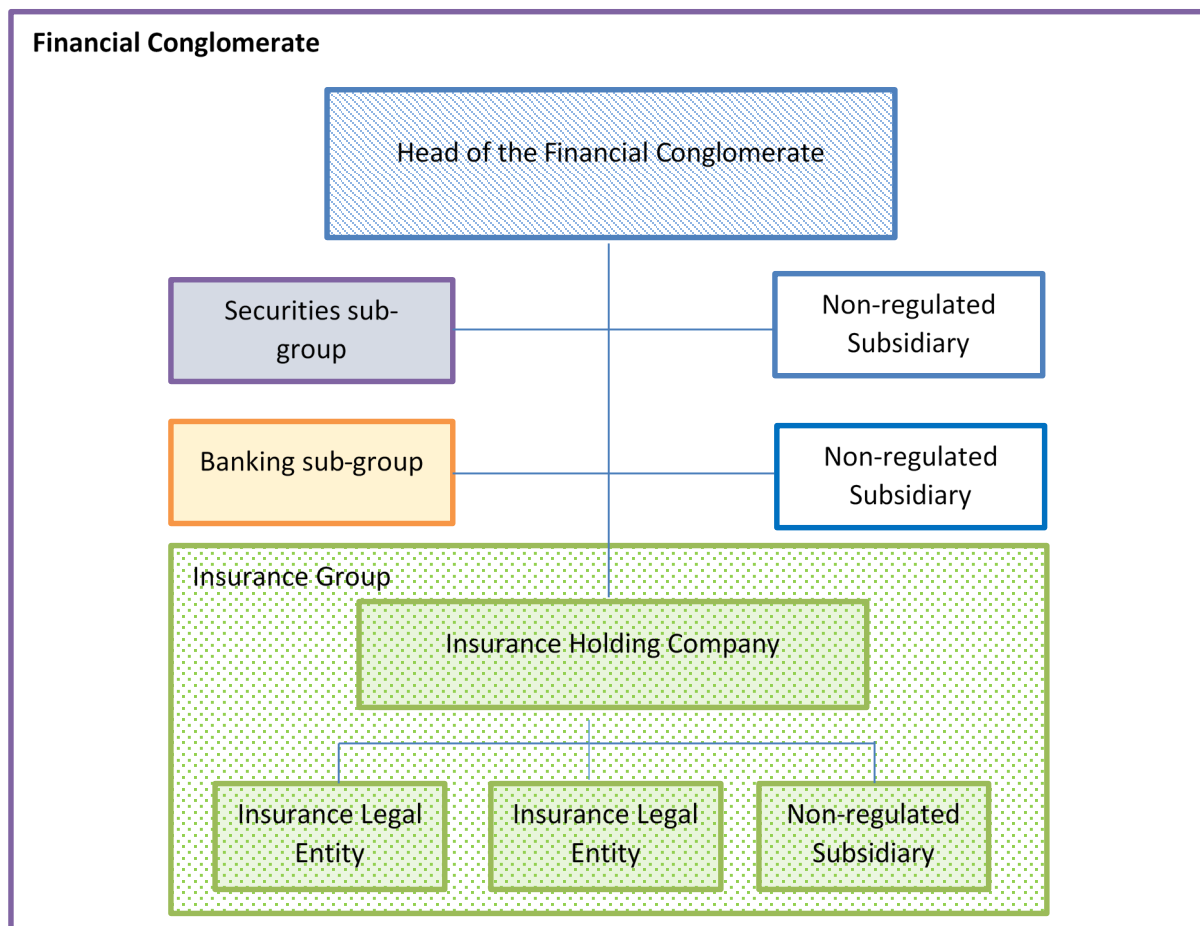 Financial Conglomerate
Head of the Financial Conglomerate
Securities sub-
group
Non-regulated
Subsidiary
Banking sub-group
Non-regulated
Subsidiary
Insurance Group
Insurance Holding Company
Insurance Legal
Entity
Insurance Legal
Entity
Non-regulated
Subsidiary